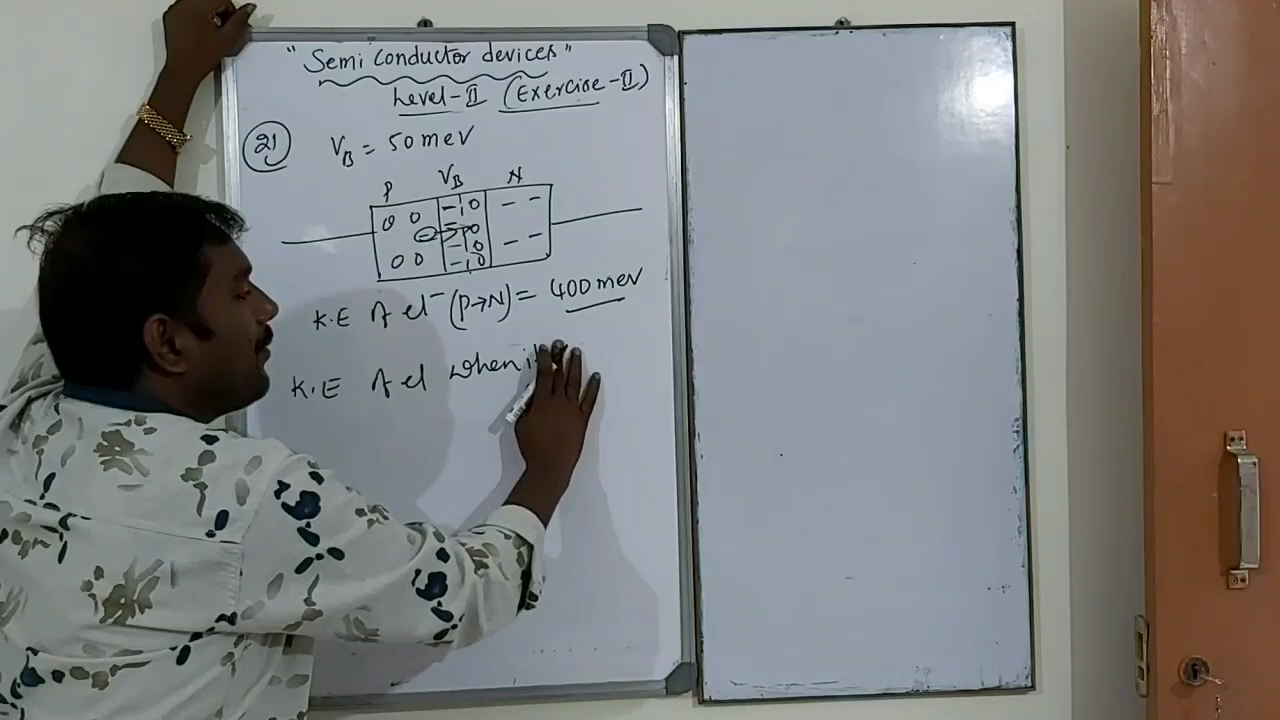 "Semi Conductor devices"
Level-II (Exercise-II)
21 V_B = 50 meV
P V_B N
K.E of el⁻ (P→N) = 400 mev
K.E of el when